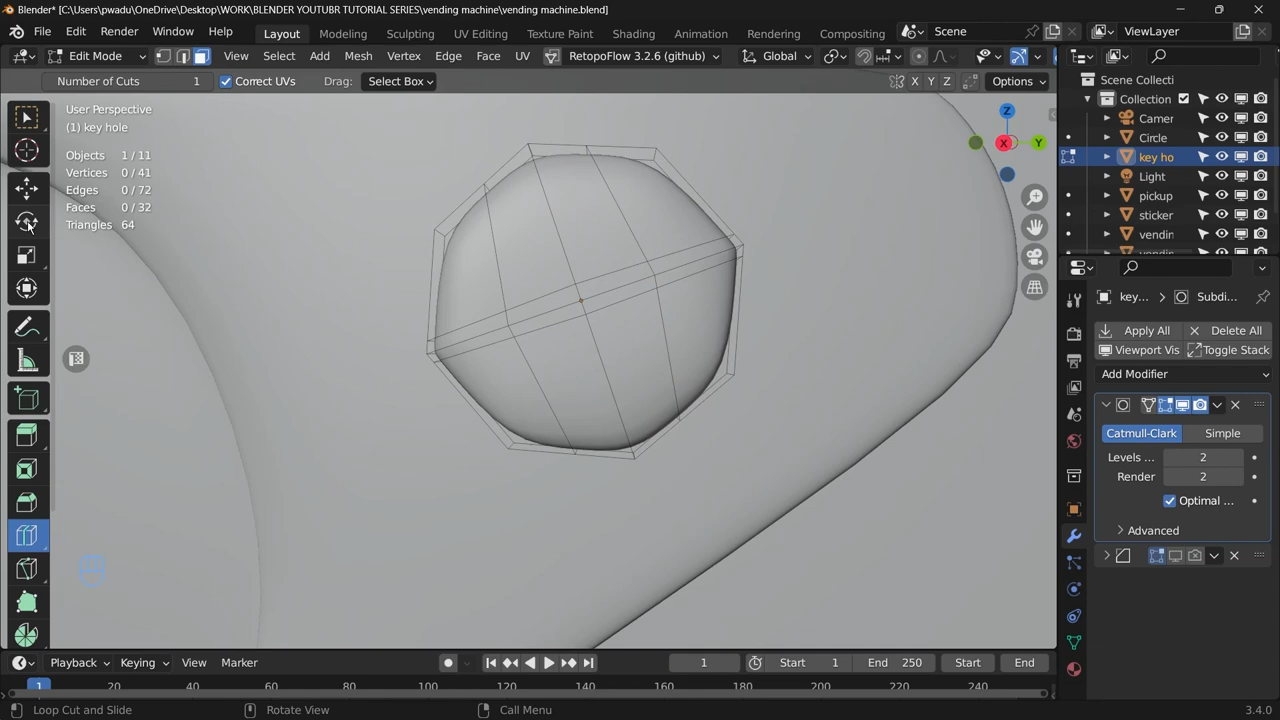 Blender* [C:\Users\pwadu\OneDrive\Desktop\WORK\BLENDER YOUTUBR TUTORIAL SERIES\vending machine\vending machine.blend]
File Edit Render Window Help Layout Modeling Sculpting UV Editing Texture Paint Shading Animation Rendering Compositing Scene ViewLayer
Edit Mode View Select Add Mesh Vertex Edge Face UV RetopoFlow 3.2.6 (github) Global
Number of Cuts 1 Correct UVs Drag: Select Box X Y Z Options
User Perspective
(1) key hole
Objects 1/11
Vertices 0/41
Edges 0/72
Faces 0/32
Triangles 64
Z
X Y
Scene Collecti
Collection
Camer
Circle
key ho
Light
pickup
sticker
vendin
key... Subdi...
Apply All Delete All
Viewport Vis Toggle Stack
Add Modifier
Catmull-Clark Simple
Levels ... 2
Render 2
Optimal ...
Advanced
Playback Keying View Marker 1 Start 1 End 250 Start End
1 20 40 60 80 100 120 140 160 180 200 220 240
Loop Cut and Slide Rotate View Call Menu 3.4.0